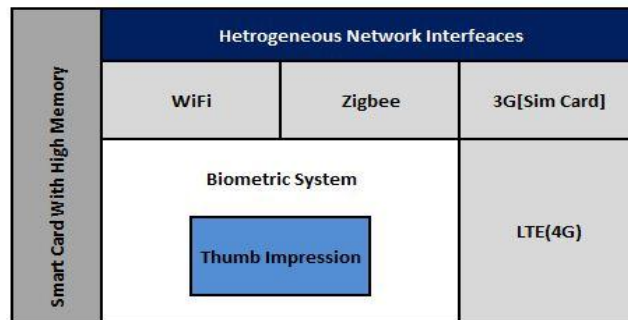 Hetrogeneous Network Interfeaces
Smart Card With High Memory
WiFi
Zigbee
3G[Sim Card]
Biometric System
Thumb Impression
LTE(4G)